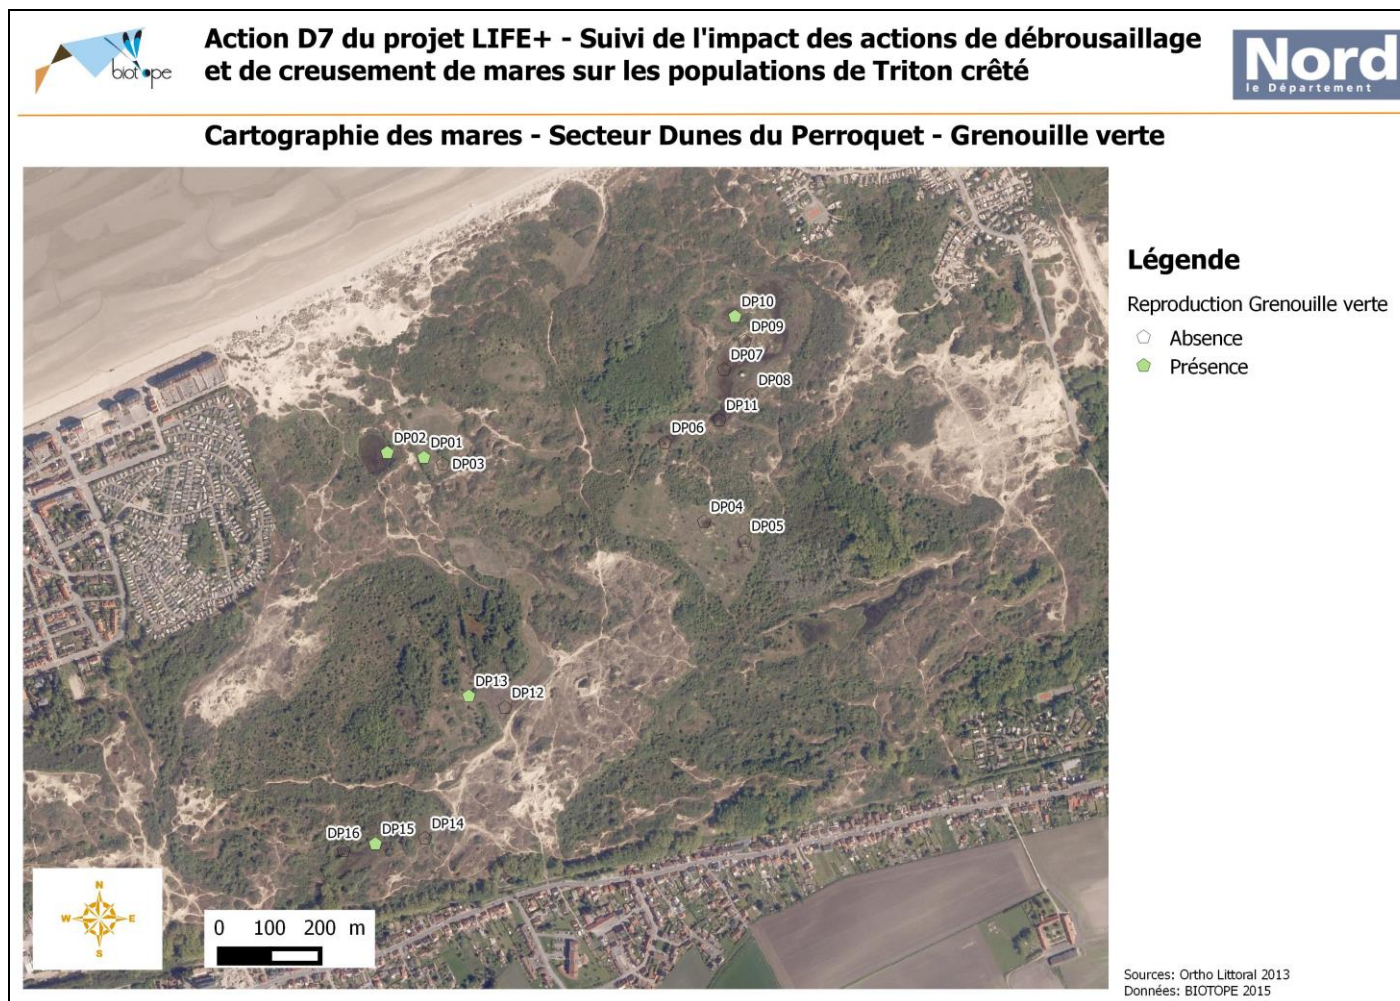 biotope
Action D7 du projet LIFE+ - Suivi de l'impact des actions de débrousaillage
et de creusement de mares sur les populations de Triton crêté
Nord
le Département
Cartographie des mares - Secteur Dunes du Perroquet - Grenouille verte
Légende
Reproduction Grenouille verte
Absence
Présence
DP10
DP09
DP07
DP08
DP11
DP06
DP02
DP01
DP03
DP04
DP05
DP13
DP12
DP16
DP15
DP14
N
W
E
S
0 100 200 m
Sources: Ortho Littoral 2013
Données: BIOTOPE 2015